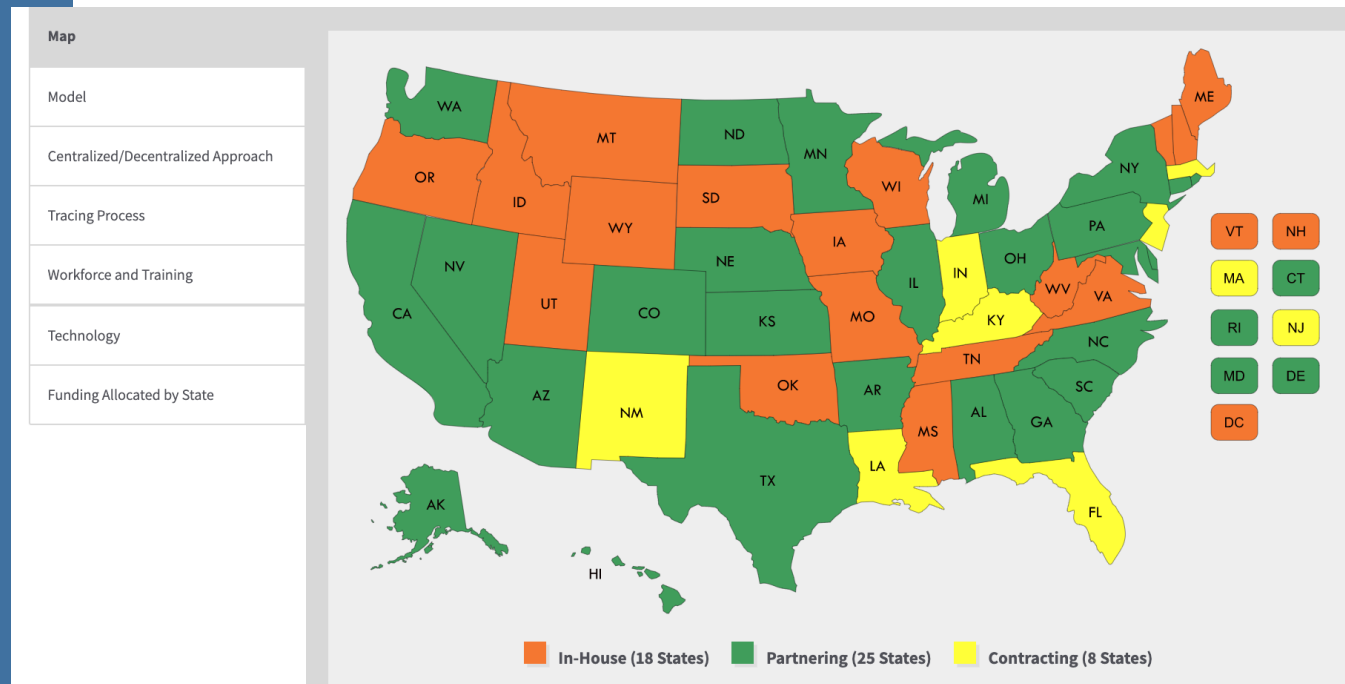 Map
Model
Centralized/Decentralized Approach
Tracing Process
Workforce and Training
Technology
Funding Allocated by State
WA
MT
ND
MN
ME
OR
ID
SD
WI
MI
NY
WY
IA
PA
NV
NE
IL
IN
OH
UT
CO
KS
MO
WV
VA
CA
KY
NC
AZ
NM
OK
AR
TN
SC
MS
AL
GA
TX
LA
FL
AK
HI
VT NH
MA CT
RI NJ
MD DE
DC
In-House (18 States) Partnering (25 States) Contracting (8 States)